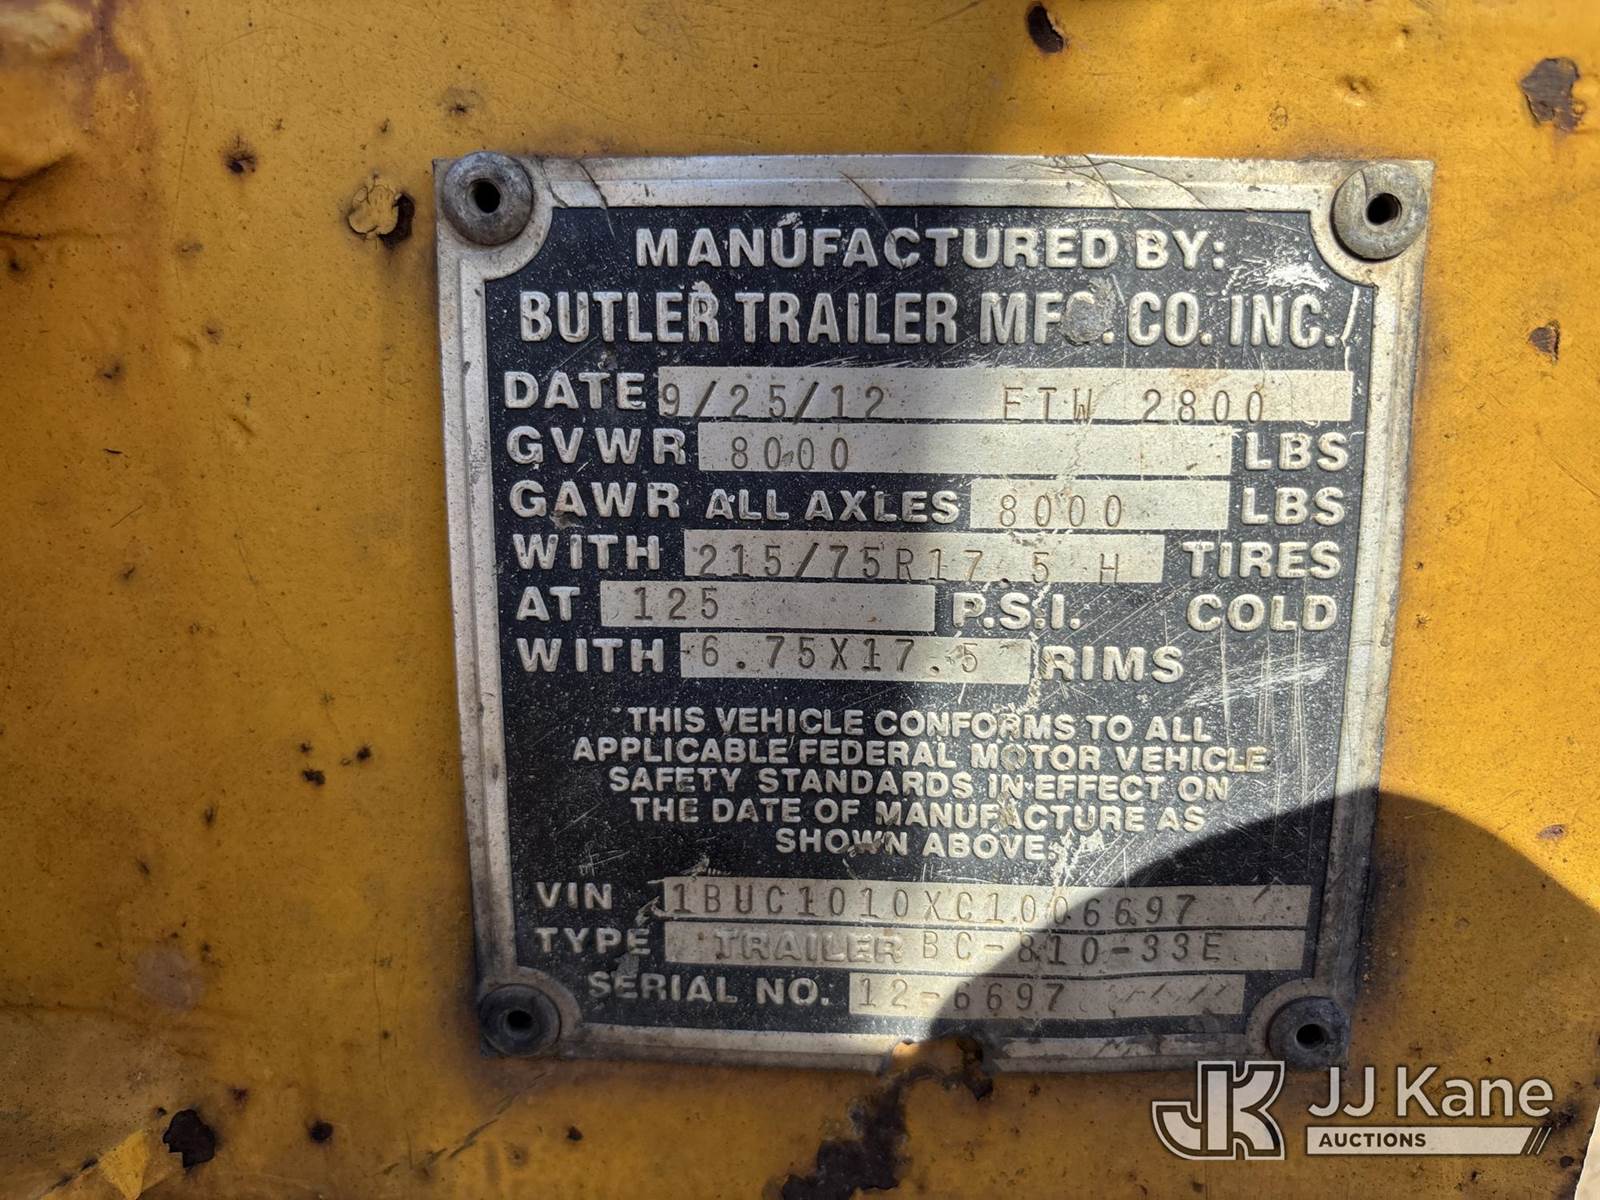 MANUFACTURED BY:
BUTLER TRAILER MFG. CO. INC.
DATE 9/25/12 ETW 2800
GVWR 8000 LBS
GAWR ALL AXLES 8000 LBS
WITH 215/75R17.5 H TIRES
AT 125 P.S.I. COLD
WITH 6.75X17.5 RIMS
THIS VEHICLE CONFORMS TO ALL
APPLICABLE FEDERAL MOTOR VEHICLE
SAFETY STANDARDS IN EFFECT ON
THE DATE OF MANUFACTURE AS
SHOWN ABOVE.
VIN 1BUC1010XC1006697
TYPE TRAILER BC-810-33E
SERIAL NO. 12-6697
JK JJ Kane
AUCTIONS